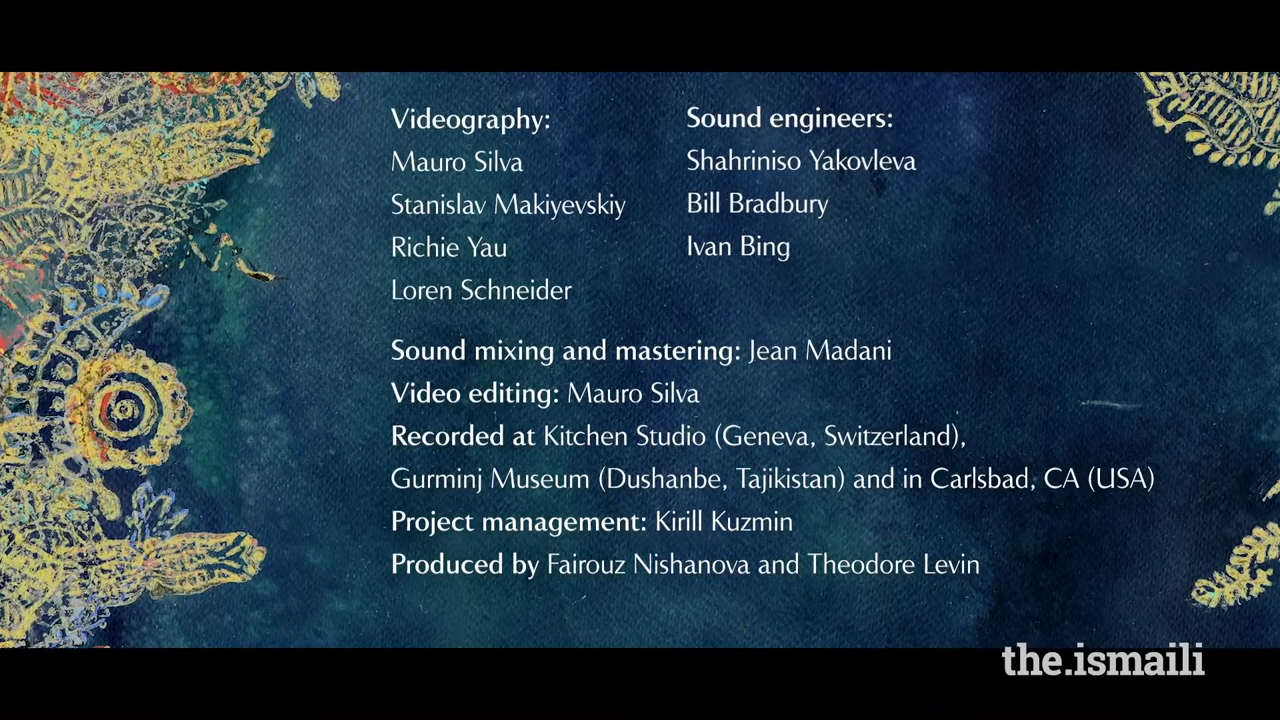 Videography:
Mauro Silva
Stanislav Makiyevskiy
Richie Yau
Loren Schneider
Sound engineers:
Shahriniso Yakovleva
Bill Bradbury
Ivan Bing
Sound mixing and mastering: Jean Madani
Video editing: Mauro Silva
Recorded at Kitchen Studio (Geneva, Switzerland),
Gurminj Museum (Dushanbe, Tajikistan) and in Carlsbad, CA (USA)
Project management: Kirill Kuzmin
Produced by Fairouz Nishanova and Theodore Levin
the.ismaili